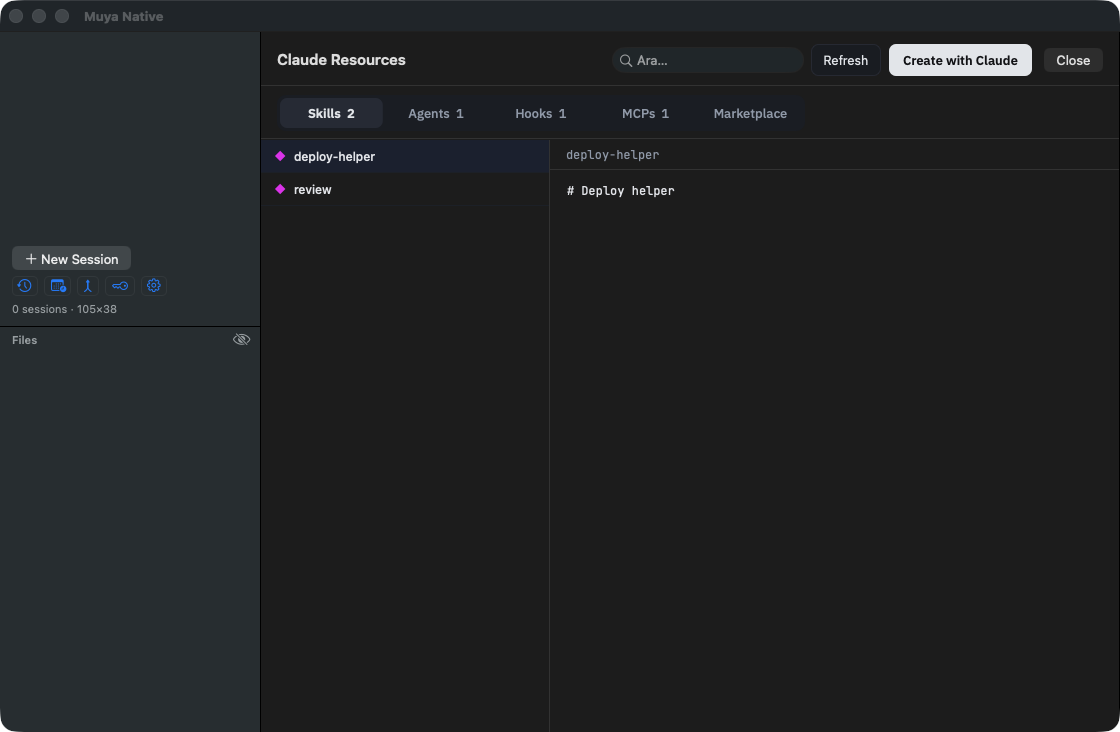 Muya Native
Claude Resources
Ara...
Refresh
Create with Claude
Close
Skills 2
Agents 1
Hooks 1
MCPs 1
Marketplace
deploy-helper
review
deploy-helper
# Deploy helper
+ New Session
0 sessions · 105×38
Files